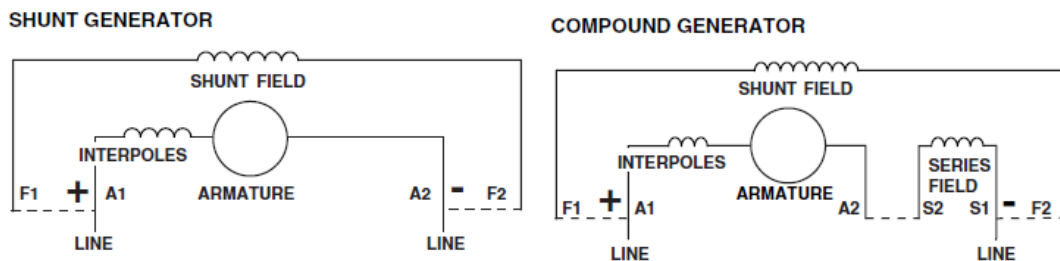 SHUNT GENERATOR
SHUNT FIELD
INTERPOLES
ARMATURE
F1 + A1 A2 - F2
LINE LINE
COMPOUND GENERATOR
SHUNT FIELD
INTERPOLES
ARMATURE
SERIES
FIELD
F1 + A1 A2 S2 S1 - F2
LINE LINE